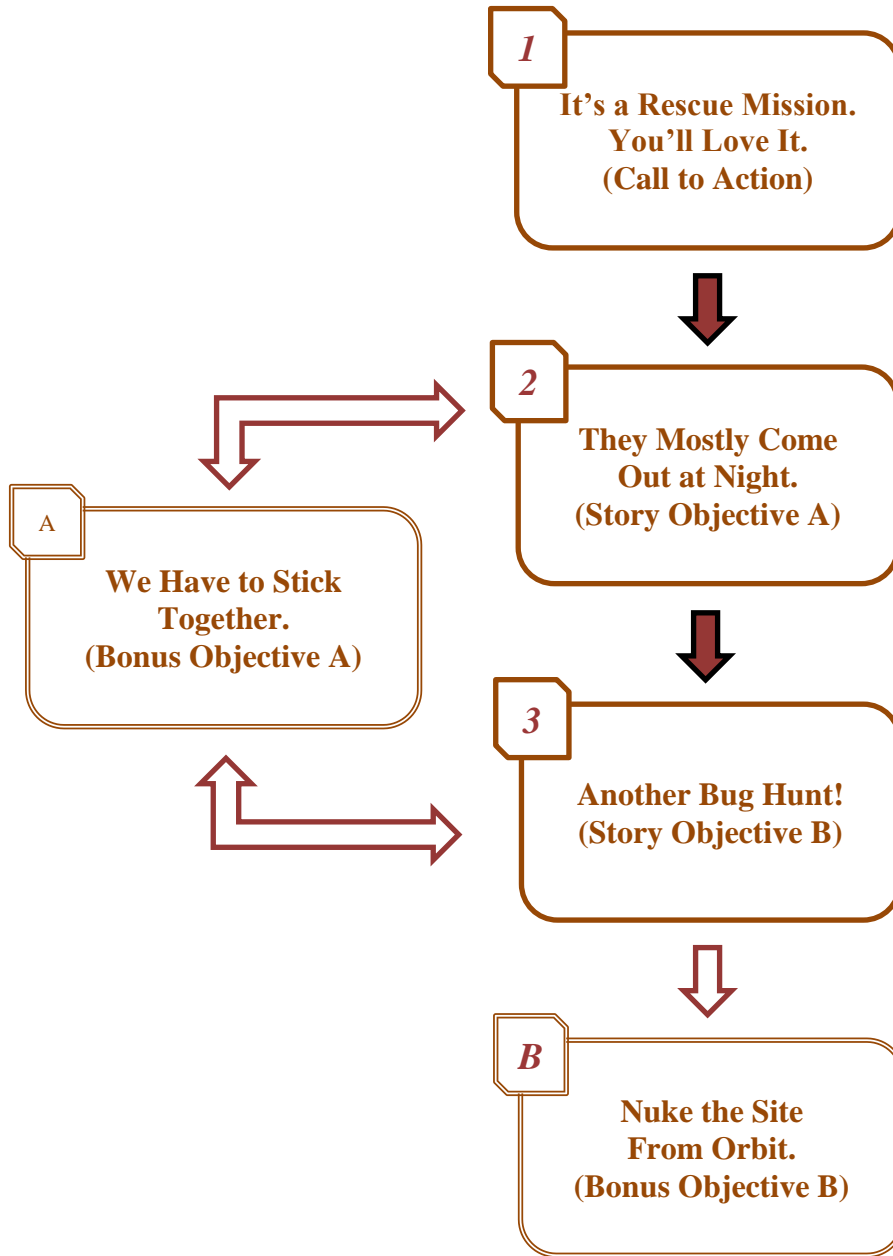 1
It’s a Rescue Mission.
You’ll Love It.
(Call to Action)
2
They Mostly Come
Out at Night.
(Story Objective A)
A
We Have to Stick
Together.
(Bonus Objective A)
3
Another Bug Hunt!
(Story Objective B)
B
Nuke the Site
From Orbit.
(Bonus Objective B)